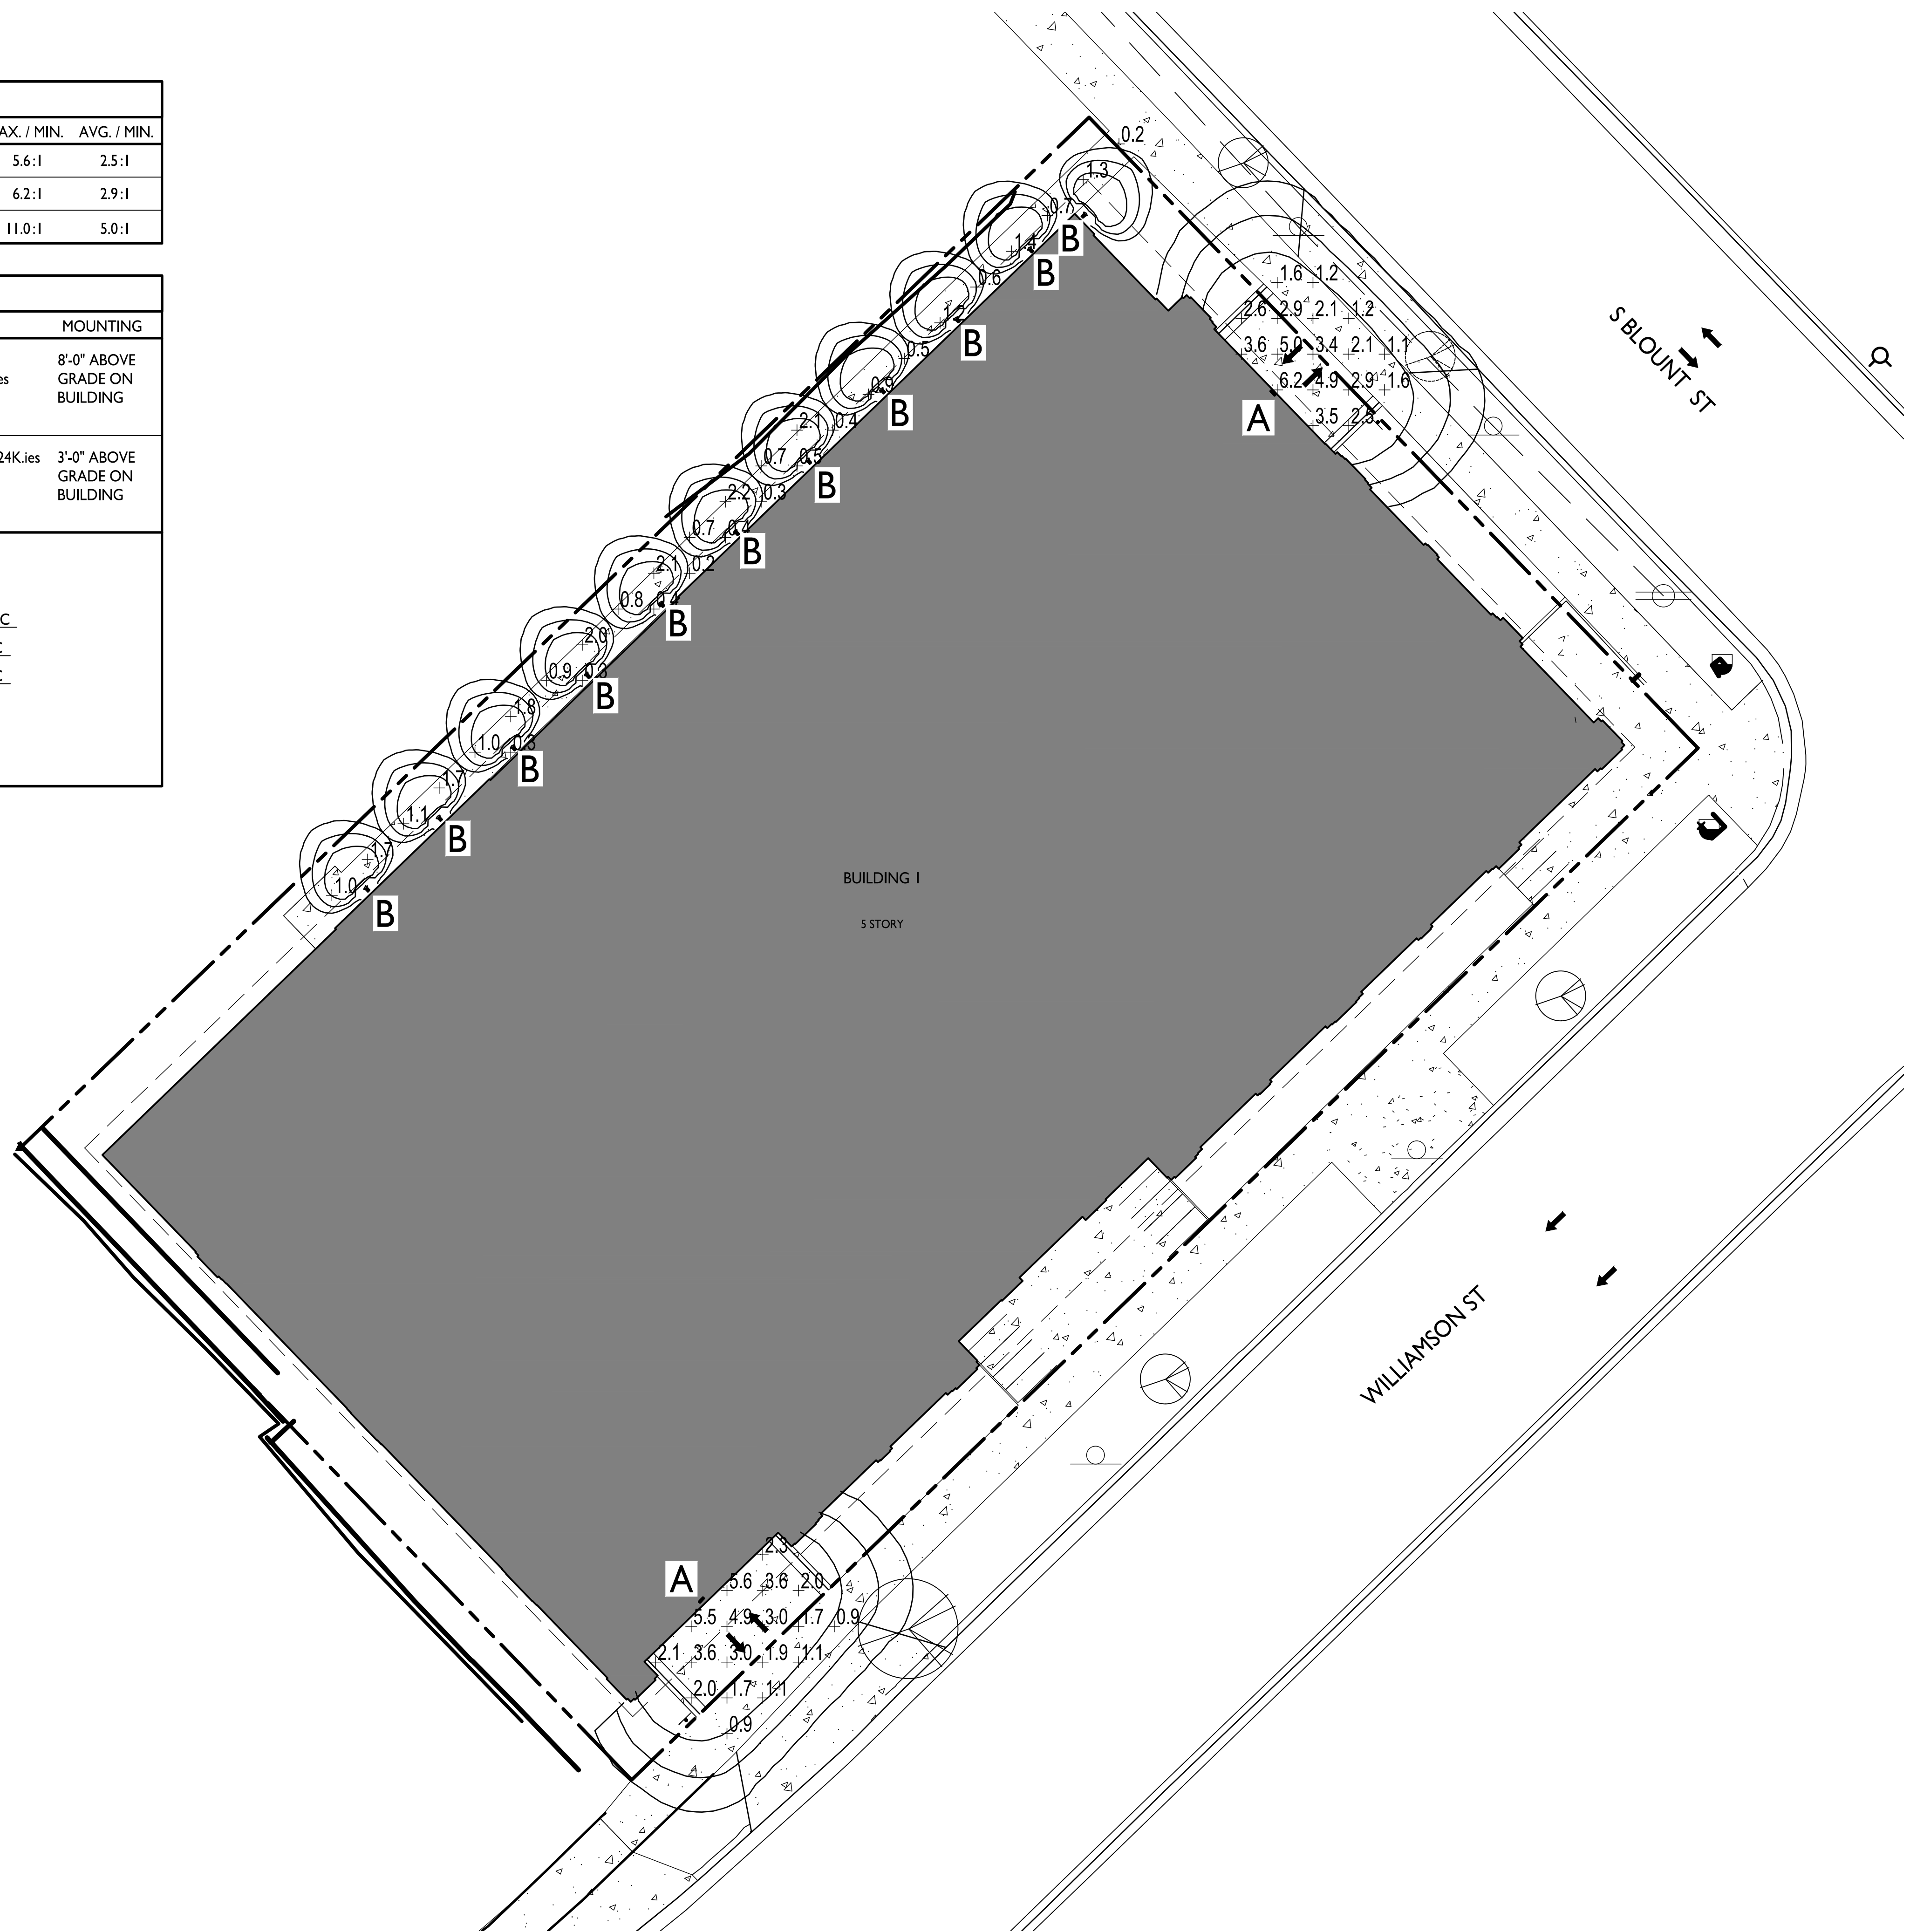 AX. / MIN. AVG. / MIN.
5.6:1 2.5:1
6.2:1 2.9:1
11.0:1 5.0:1
MOUNTING
8'-0" ABOVE
es GRADE ON
BUILDING
24K.ies 3'-0" ABOVE
GRADE ON
BUILDING
C
C
C
0.2
1.3
0.7
B
1.4
B
0.6
1.2
B
0.5
0.9
B
2.1 0.4
0.7 0.5
B
2.2 0.3
0.7 0.4
B
2.1 0.2
0.8 0.4
B
2.0
0.9 0.3
B
1.8
1.0 0.3
B
1.7
1.1
B
1.7
1.0
B
1.6 1.2
2.6 2.9 2.1 1.2
3.6 5.0 3.4 2.1 1.1
6.2 4.9 2.9 1.6
A
3.5 2.5
S BLOUNT ST
BUILDING 1
5 STORY
WILLIAMSON ST
2.3
A
5.6 3.6 2.0
5.5 4.9 3.0 1.7 0.9
2.1 3.6 3.0 1.9 1.1
2.0 1.7 1.1
0.9